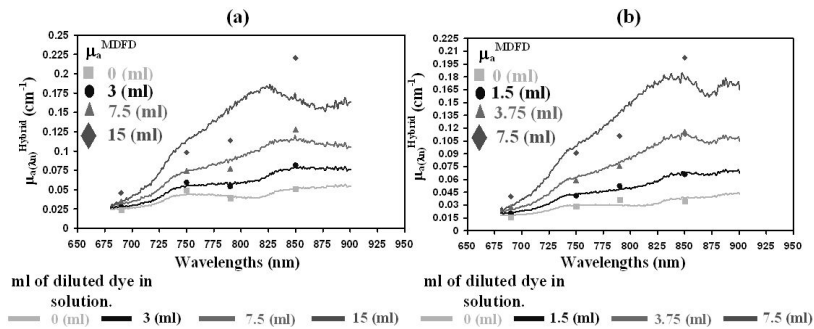 (a)
(b)
μa(λn)Hybrid (cm-1)
0.25
0.225
0.2
0.175
0.15
0.125
0.1
0.075
0.05
0.025
0
μaMDFD
0 (ml)
3 (ml)
7.5 (ml)
15 (ml)
650 675 700 725 750 775 800 825 850 875 900 925 950
Wavelengths (nm)
μa(λn)Hybrid (cm-1)
0.225
0.21
0.195
0.18
0.165
0.15
0.135
0.12
0.105
0.09
0.075
0.06
0.045
0.03
0.015
0
μaMDFD
0 (ml)
1.5 (ml)
3.75 (ml)
7.5 (ml)
650 675 700 725 750 775 800 825 850 875 900 925 950
Wavelengths (nm)
ml of diluted dye in
solution.
0 (ml) 3 (ml) 7.5 (ml) 15 (ml)
ml of diluted dye in
solution.
0 (ml) 1.5 (ml) 3.75 (ml) 7.5 (ml)